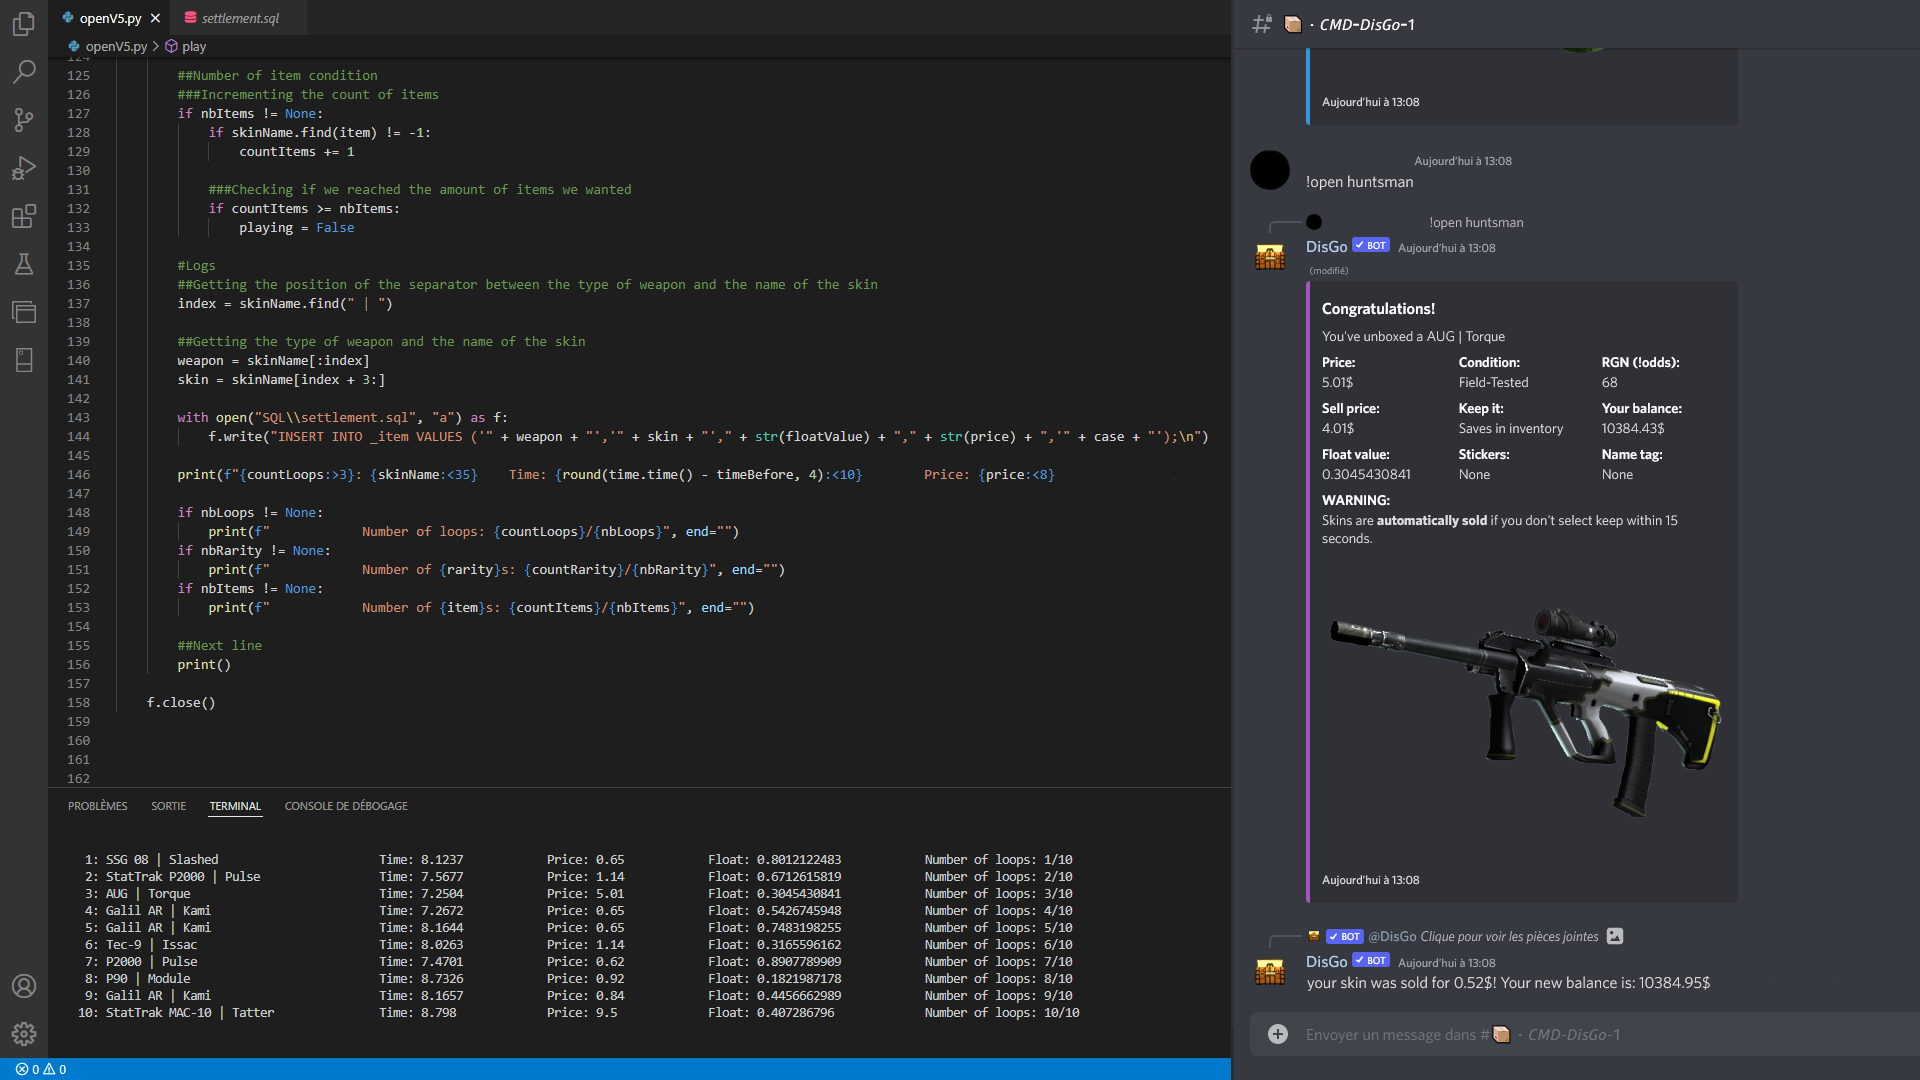 openV5.py
settlement.sql
openV5.py > play
124
125 ##Number of item condition
126 ###Incrementing the count of items
127 if nbItems != None:
128 if skinName.find(item) != -1:
129 countItems += 1
130
131 ###Checking if we reached the amount of items we wanted
132 if countItems >= nbItems:
133 playing = False
134
135 #Logs
136 ##Getting the position of the separator between the type of weapon and the name of the skin
137 index = skinName.find(" | ")
138
139 ##Getting the type of weapon and the name of the skin
140 weapon = skinName[:index]
141 skin = skinName[index + 3:]
142
143 with open("SQL\\settlement.sql", "a") as f:
144 f.write("INSERT INTO _item VALUES ('" + weapon + "','" + skin + "'," + str(floatValue) + "," + str(price) + ",'" + case + "');\n")
145
146 print(f"{countLoops:>3}: {skinName:<35} Time: {round(time.time() - timeBefore, 4):<10} Price: {price:<8}
147
148 if nbLoops != None:
149 print(f" Number of loops: {countLoops}/{nbLoops}", end="")
150 if nbRarity != None:
151 print(f" Number of {rarity}s: {countRarity}/{nbRarity}", end="")
152 if nbItems != None:
153 print(f" Number of {item}s: {countItems}/{nbItems}", end="")
154
155 ##Next line
156 print()
157
158 f.close()
159
160
161
162
PROBLÈMES SORTIE TERMINAL CONSOLE DE DÉBOGAGE
1: SSG 08 | Slashed Time: 8.1237 Price: 0.65 Float: 0.8012122483 Number of loops: 1/10
2: StatTrak P2000 | Pulse Time: 7.5677 Price: 1.14 Float: 0.6712615819 Number of loops: 2/10
3: AUG | Torque Time: 7.2504 Price: 5.01 Float: 0.3045430841 Number of loops: 3/10
4: Galil AR | Kami Time: 7.2672 Price: 0.65 Float: 0.5426745948 Number of loops: 4/10
5: Galil AR | Kami Time: 8.1644 Price: 0.65 Float: 0.7483198255 Number of loops: 5/10
6: Tec-9 | Issac Time: 8.0263 Price: 1.14 Float: 0.3165596162 Number of loops: 6/10
7: P2000 | Pulse Time: 7.4701 Price: 0.62 Float: 0.8907789909 Number of loops: 7/10
8: P90 | Module Time: 8.7326 Price: 0.92 Float: 0.1821987178 Number of loops: 8/10
9: Galil AR | Kami Time: 8.1657 Price: 0.84 Float: 0.4456662989 Number of loops: 9/10
10: StatTrak MAC-10 | Tatter Time: 8.798 Price: 9.5 Float: 0.407286796 Number of loops: 10/10
0 0
· CMD-DisGo-1
Aujourd'hui à 13:08
Aujourd'hui à 13:08
!open huntsman
!open huntsman
DisGo BOT Aujourd'hui à 13:08
(modifié)
Congratulations!
You've unboxed a AUG | Torque
Price: Condition: RGN (!odds):
5.01$ Field-Tested 68
Sell price: Keep it: Your balance:
4.01$ Saves in inventory 10384.43$
Float value: Stickers: Name tag:
0.3045430841 None None
WARNING:
Skins are automatically sold if you don't select keep within 15
seconds.
Aujourd'hui à 13:08
BOT @DisGo Clique pour voir les pièces jointes
DisGo BOT Aujourd'hui à 13:08
your skin was sold for 0.52$! Your new balance is: 10384.95$
Envoyer un message dans # · CMD-DisGo-1